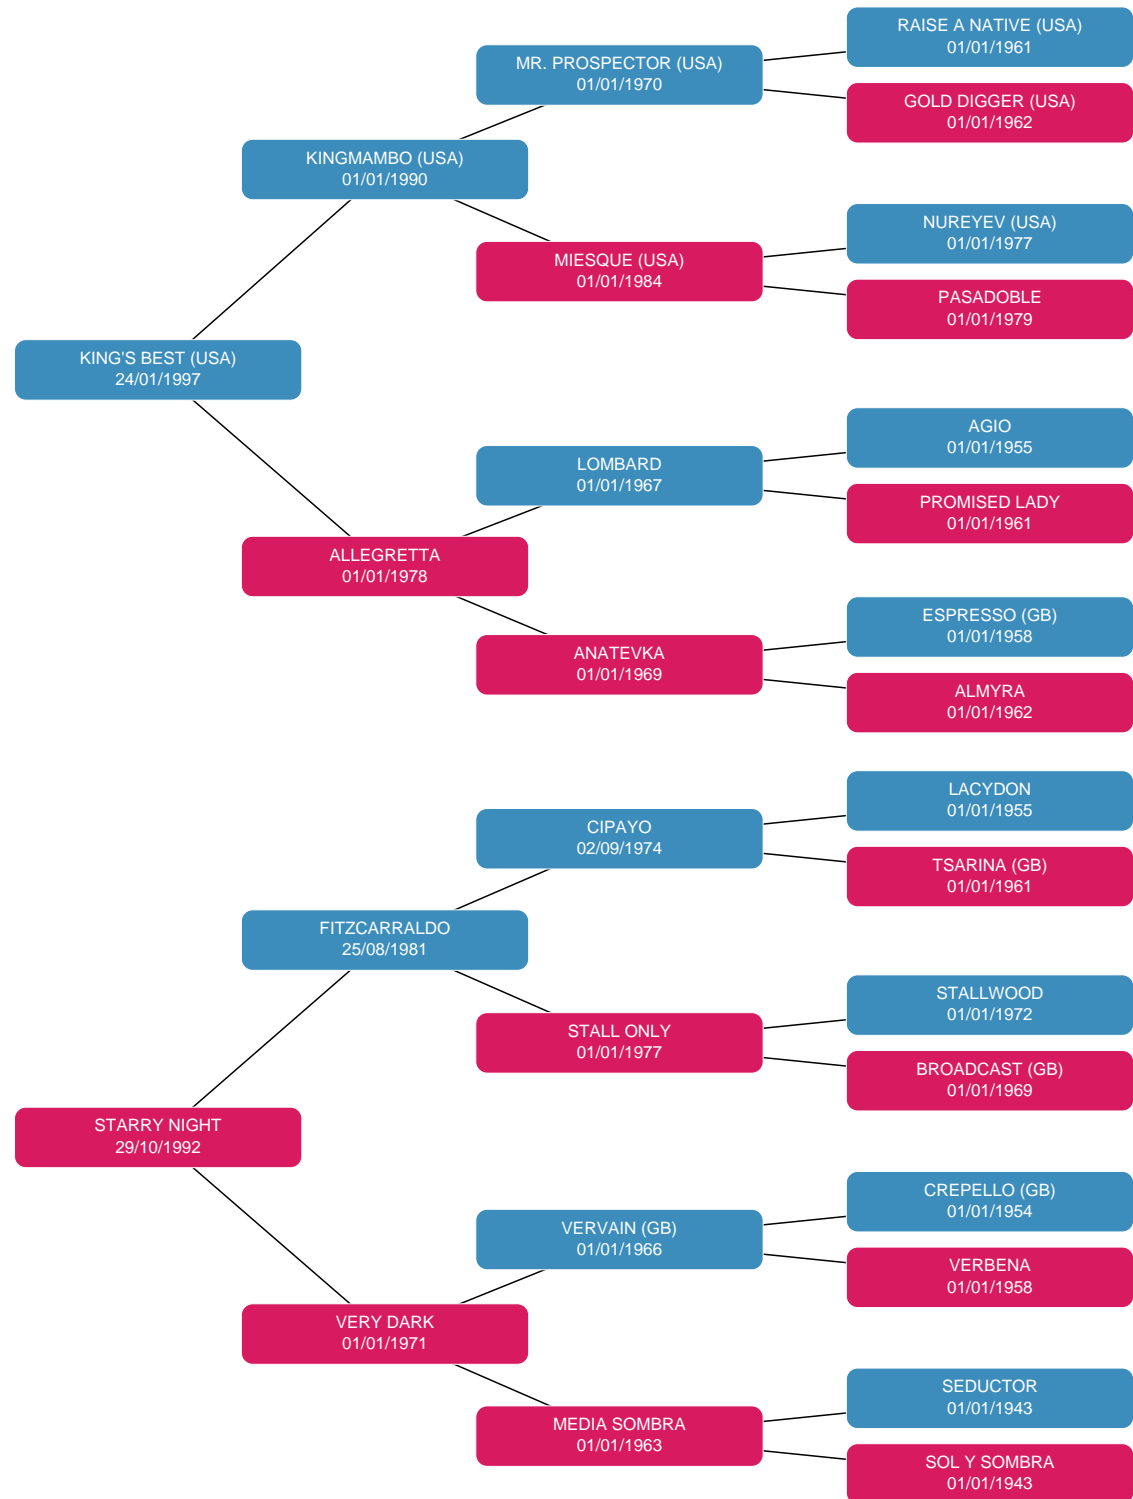 RAISE A NATIVE (USA)
01/01/1961
MR. PROSPECTOR (USA)
01/01/1970
GOLD DIGGER (USA)
01/01/1962
KINGMAMBO (USA)
01/01/1990
NUREYEV (USA)
01/01/1977
MIESQUE (USA)
01/01/1984
PASADOBLE
01/01/1979
KING'S BEST (USA)
24/01/1997
AGIO
01/01/1955
LOMBARD
01/01/1967
PROMISED LADY
01/01/1961
ALLEGRETTA
01/01/1978
ESPRESSO (GB)
01/01/1958
ANATEVKA
01/01/1969
ALMYRA
01/01/1962
LACYDON
01/01/1955
CIPAYO
02/09/1974
TSARINA (GB)
01/01/1961
FITZCARRALDO
25/08/1981
STALLWOOD
01/01/1972
STALL ONLY
01/01/1977
BROADCAST (GB)
01/01/1969
STARRY NIGHT
29/10/1992
CREPELLO (GB)
01/01/1954
VERVAIN (GB)
01/01/1966
VERBENA
01/01/1958
VERY DARK
01/01/1971
SEDUCTOR
01/01/1943
MEDIA SOMBRA
01/01/1963
SOL Y SOMBRA
01/01/1943